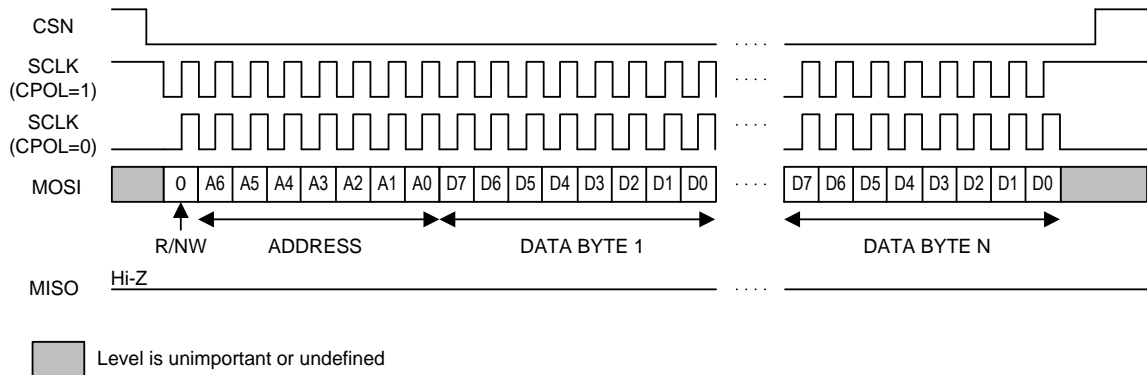 CSN
. . . .
SCLK
(CPOL=1)
. . . .
SCLK
(CPOL=0)
. . . .
MOSI
0 A6 A5 A4 A3 A2 A1 A0 D7 D6 D5 D4 D3 D2 D1 D0 . . . . D7 D6 D5 D4 D3 D2 D1 D0
R/NW ADDRESS DATA BYTE 1 DATA BYTE N
Hi-Z
MISO . . . .
Level is unimportant or undefined